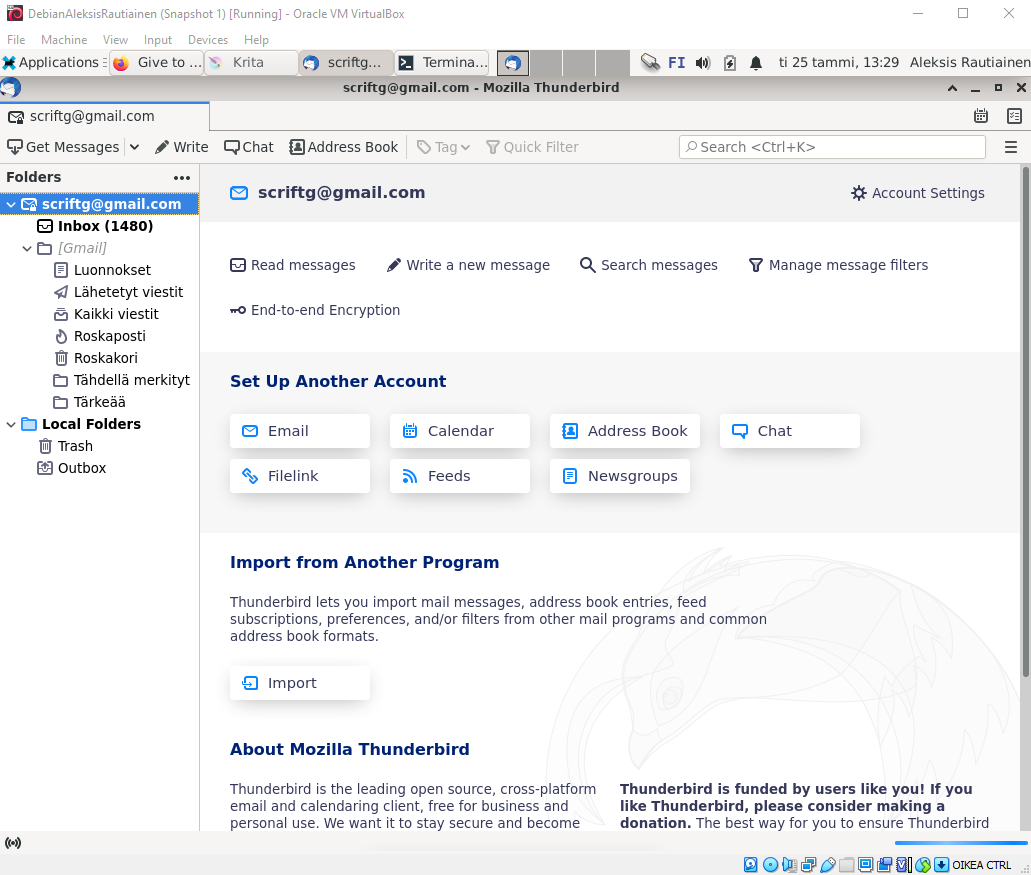 DebianAleksisRautiainen (Snapshot 1) [Running] - Oracle VM VirtualBox
File Machine View Input Devices Help
Applications Give to ... Krita scriftg... Termina... FI ti 25 tammi, 13:29 Aleksis Rautiainen
scriftg@gmail.com - Mozilla Thunderbird
scriftg@gmail.com
Get Messages Write Chat Address Book Tag Quick Filter Search <Ctrl+K>
Folders
scriftg@gmail.com
Inbox (1480)
[Gmail]
Luonnokset
Lähetetyt viestit
Kaikki viestit
Roskaposti
Roskakori
Tähdellä merkityt
Tärkeää
Local Folders
Trash
Outbox
scriftg@gmail.com Account Settings
Read messages Write a new message Search messages Manage message filters
End-to-end Encryption
Set Up Another Account
Email Calendar Address Book Chat
Filelink Feeds Newsgroups
Import from Another Program
Thunderbird lets you import mail messages, address book entries, feed
subscriptions, preferences, and/or filters from other mail programs and common
address book formats.
Import
About Mozilla Thunderbird
Thunderbird is the leading open source, cross-platform
email and calendaring client, free for business and
personal use. We want it to stay secure and become
Thunderbird is funded by users like you! If you
like Thunderbird, please consider making a
donation. The best way for you to ensure Thunderbird
OIKEA CTRL